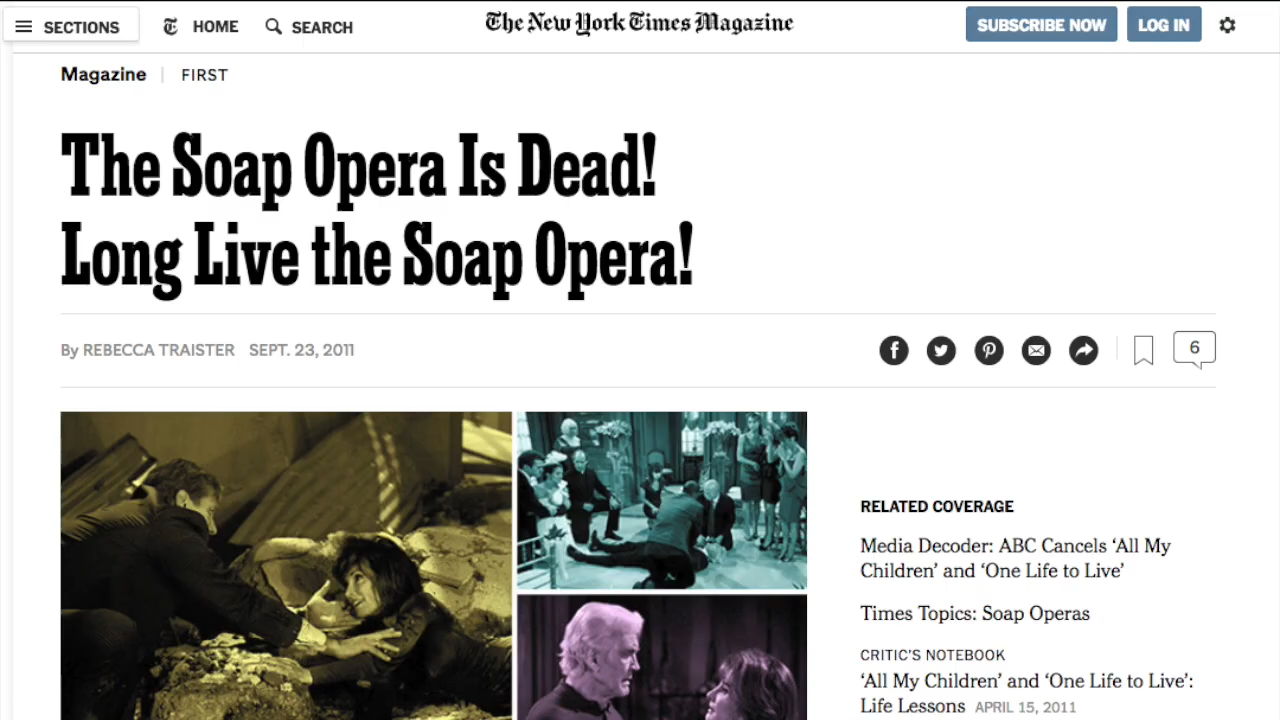 SECTIONS HOME SEARCH The New York Times Magazine SUBSCRIBE NOW LOG IN
Magazine | FIRST
The Soap Opera Is Dead!
Long Live the Soap Opera!
By REBECCA TRAISTER SEPT. 23, 2011
6
RELATED COVERAGE
Media Decoder: ABC Cancels ‘All My
Children’ and ‘One Life to Live’
Times Topics: Soap Operas
CRITIC'S NOTEBOOK
‘All My Children’ and ‘One Life to Live’:
Life Lessons APRIL 15, 2011